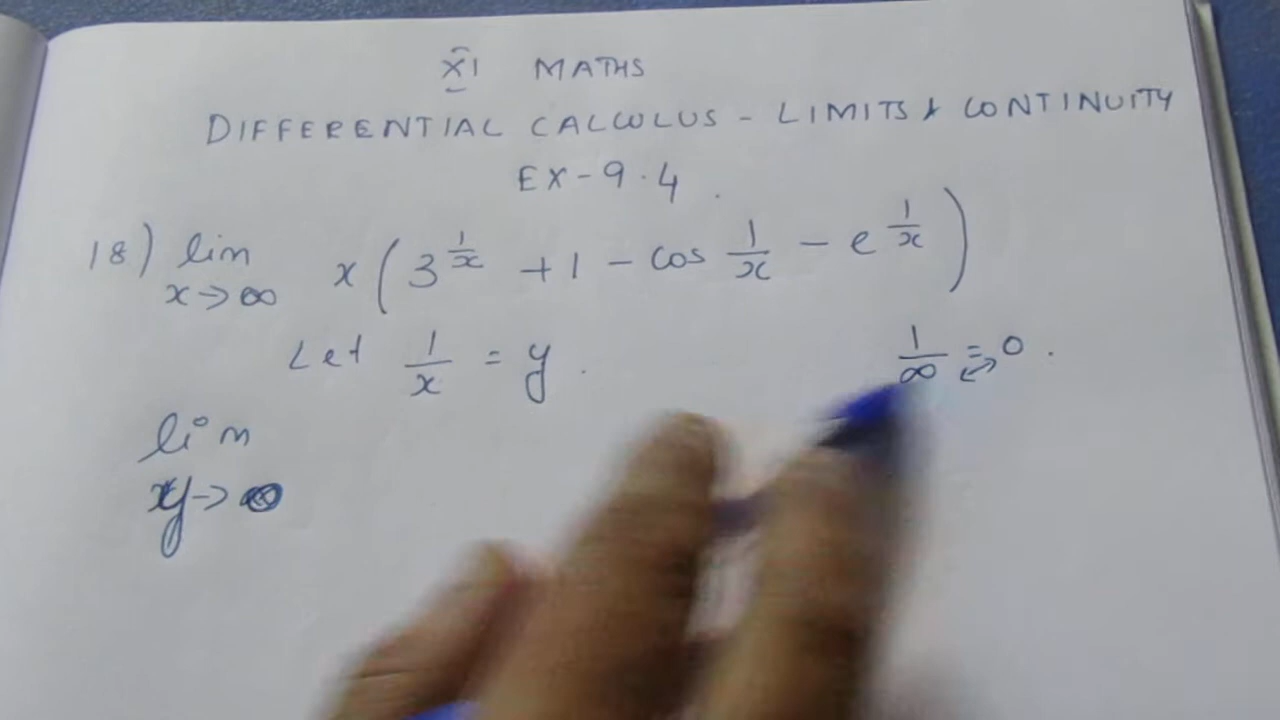 XI MATHS
DIFFERENTIAL CALCULUS - LIMITS & CONTINUITY
EX-9.4
18) lim x→∞ x(3^(1/x) + 1 - cos 1/x - e^(1/x))
Let 1/x = y. 1/∞ = 0.
lim
y→